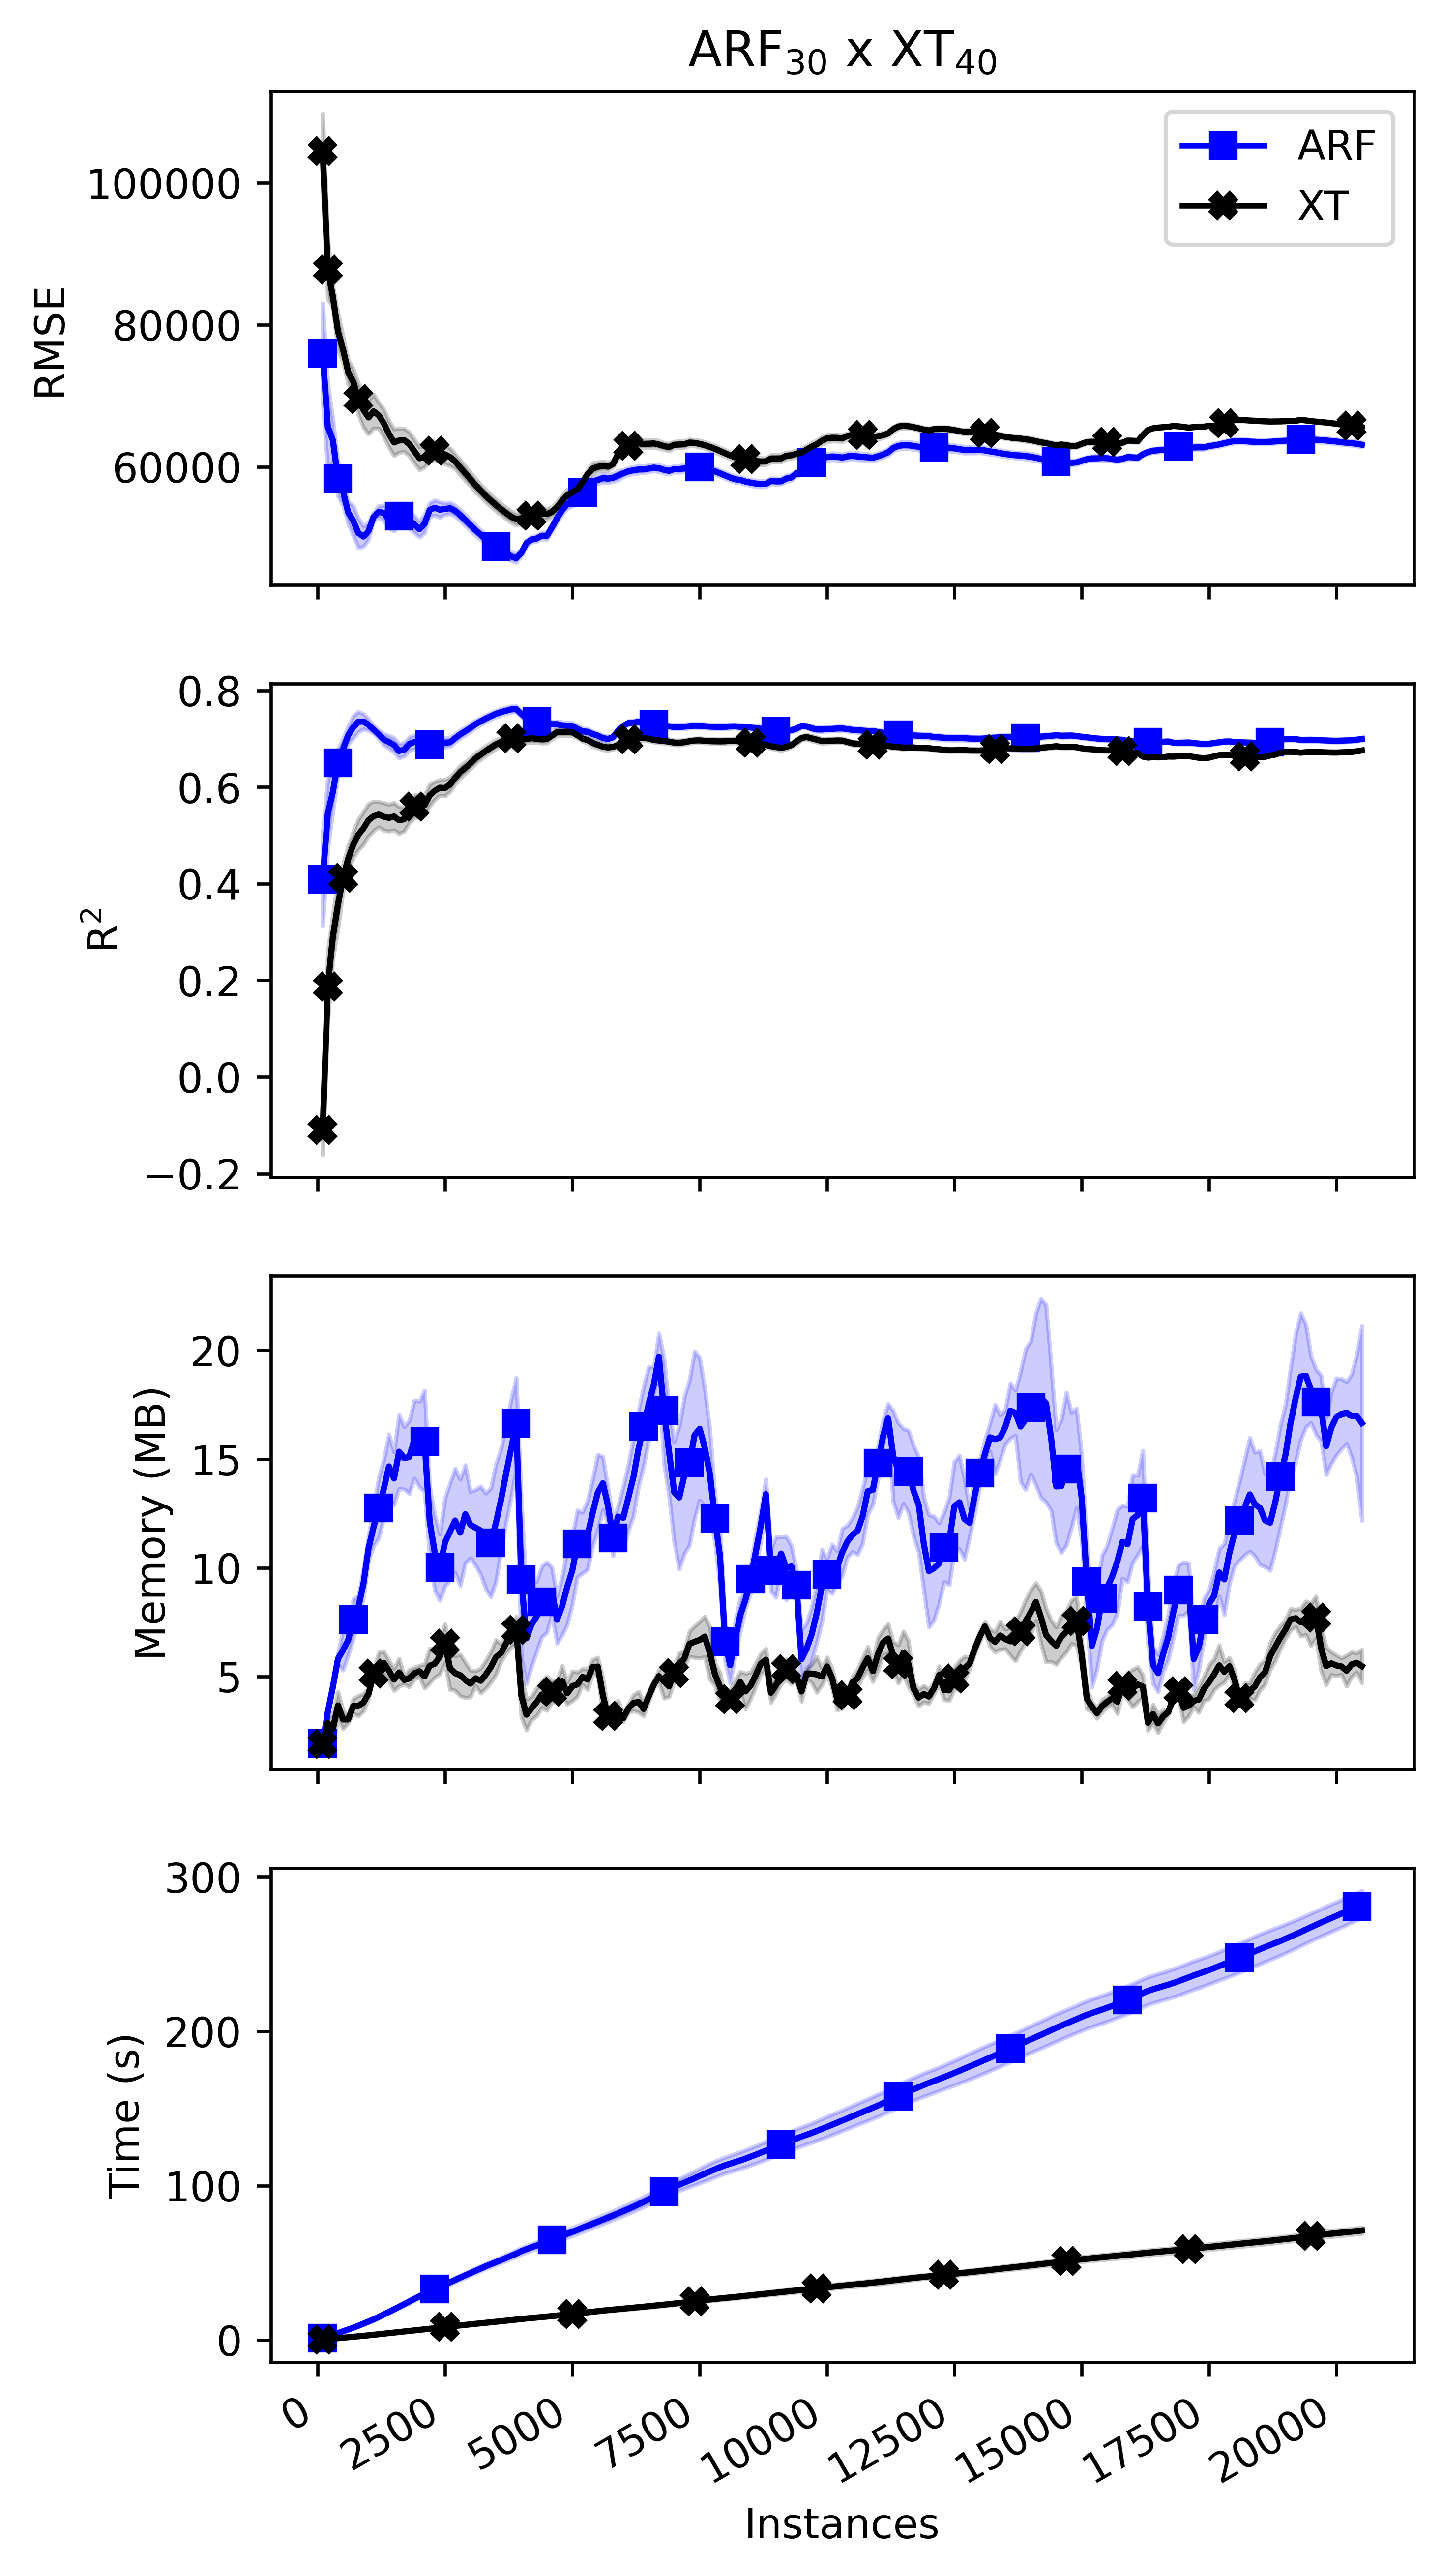 ARF₃₀ x XT₄₀
ARF
XT
RMSE
100000
80000
60000
R²
0.8
0.6
0.4
0.2
0.0
−0.2
Memory (MB)
20
15
10
5
Time (s)
300
200
100
0
0 2500 5000 7500 10000 12500 15000 17500 20000
Instances